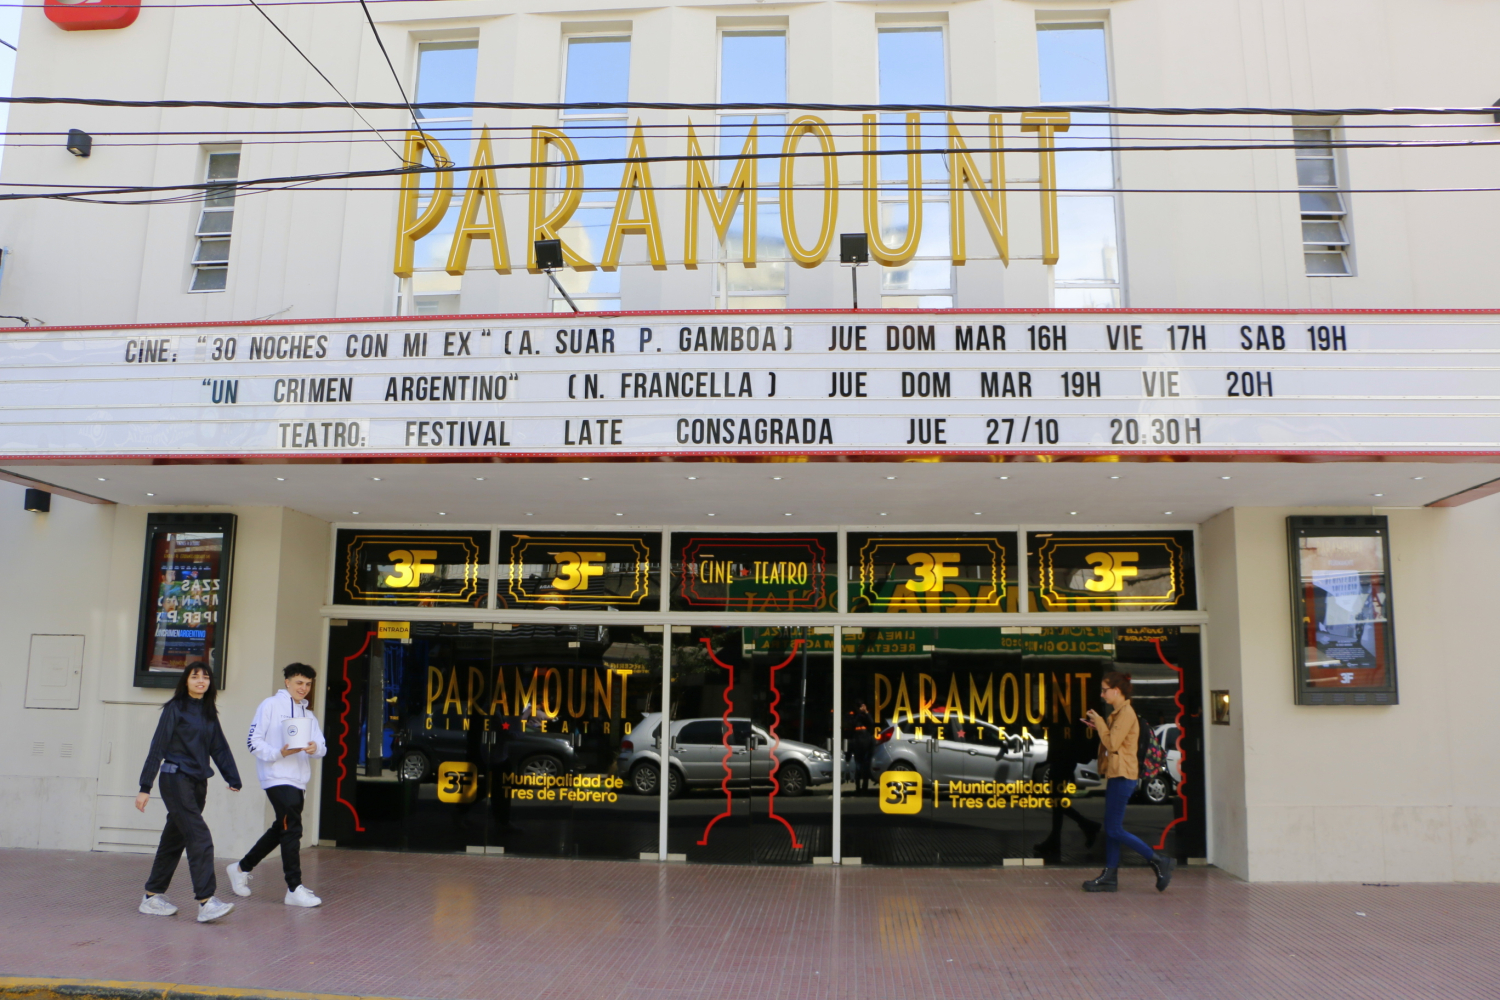 PARAMOUNT
CINE: "30 NOCHES CON MI EX" (A. SUAR P. GAMBOA) JUE DOM MAR 16H VIE 17H SAB 19H
"UN CRIMEN ARGENTINO" (N. FRANCELLA) JUE DOM MAR 19H VIE 20H
TEATRO: FESTIVAL LATE CONSAGRADA JUE 27/10 20:30H
3F
3F
CINE ★ TEATRO
3F
3F
ENTRADA
PARAMOUNT
CINE ★ TEATRO
3F
Municipalidad de
Tres de Febrero
PARAMOUNT
CINE ★ TEATRO
3F
Municipalidad de
Tres de Febrero
UNCRIMENARGENTINO
3F